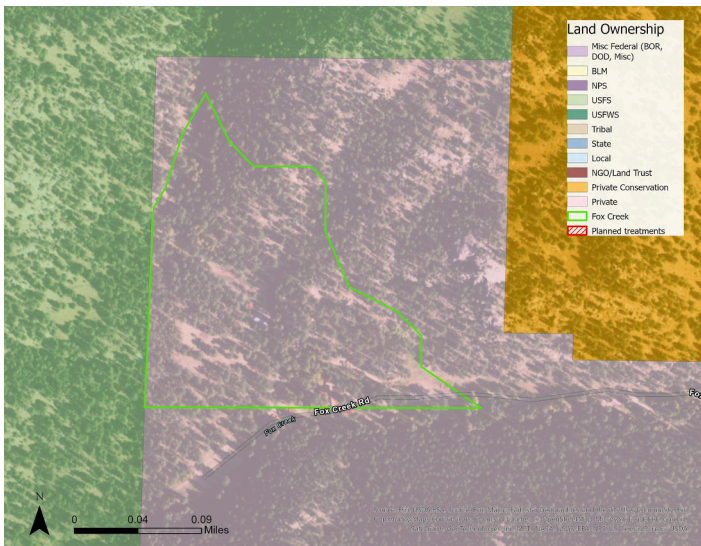 Land Ownership
Misc Federal (BOR,
DOD, Misc)
BLM
NPS
USFS
USFWS
Tribal
State
Local
NGO/Land Trust
Private Conservation
Private
Fox Creek
Planned treatments
Fox Creek Rd
Fox Creek
N
0 0.04 0.09
Miles